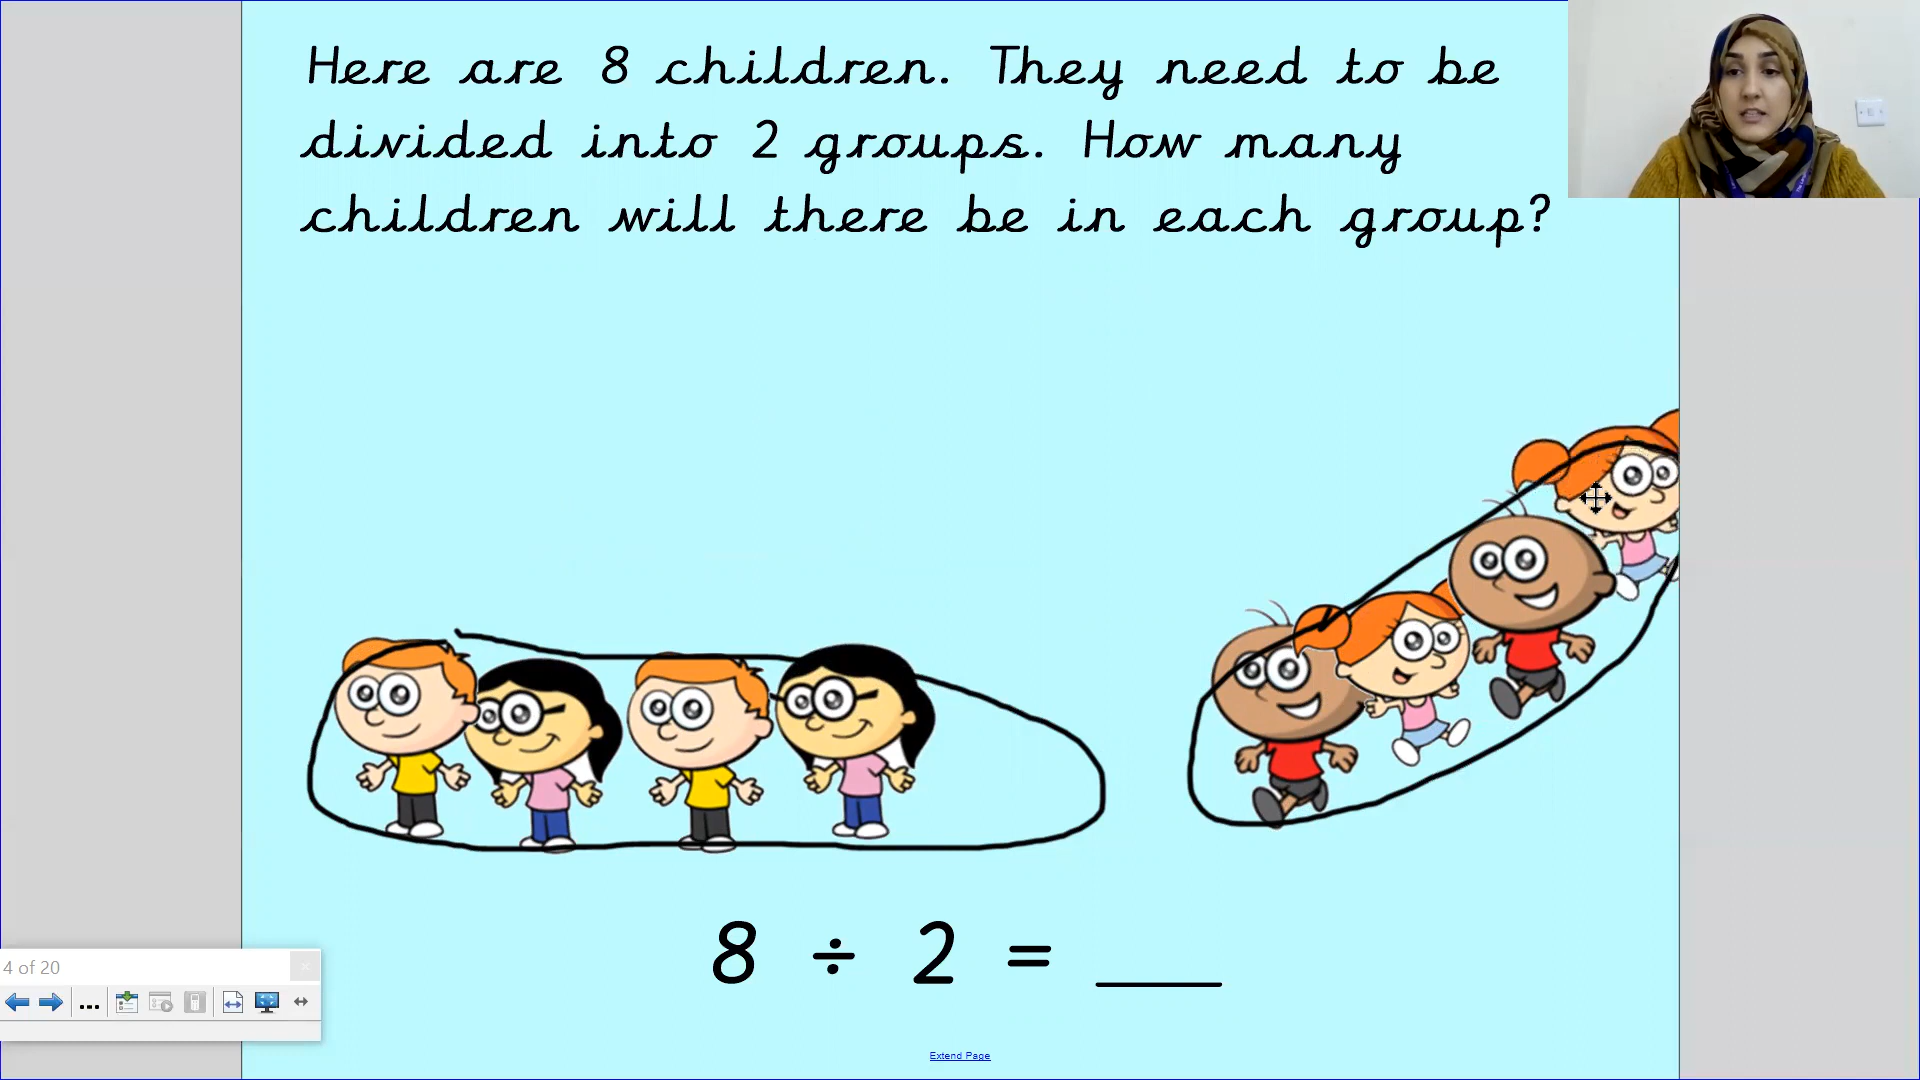 Here are 8 children. They need to be
divided into 2 groups. How many
children will there be in each group?
8 ÷ 2 = ____
4 of 20
Extend Page